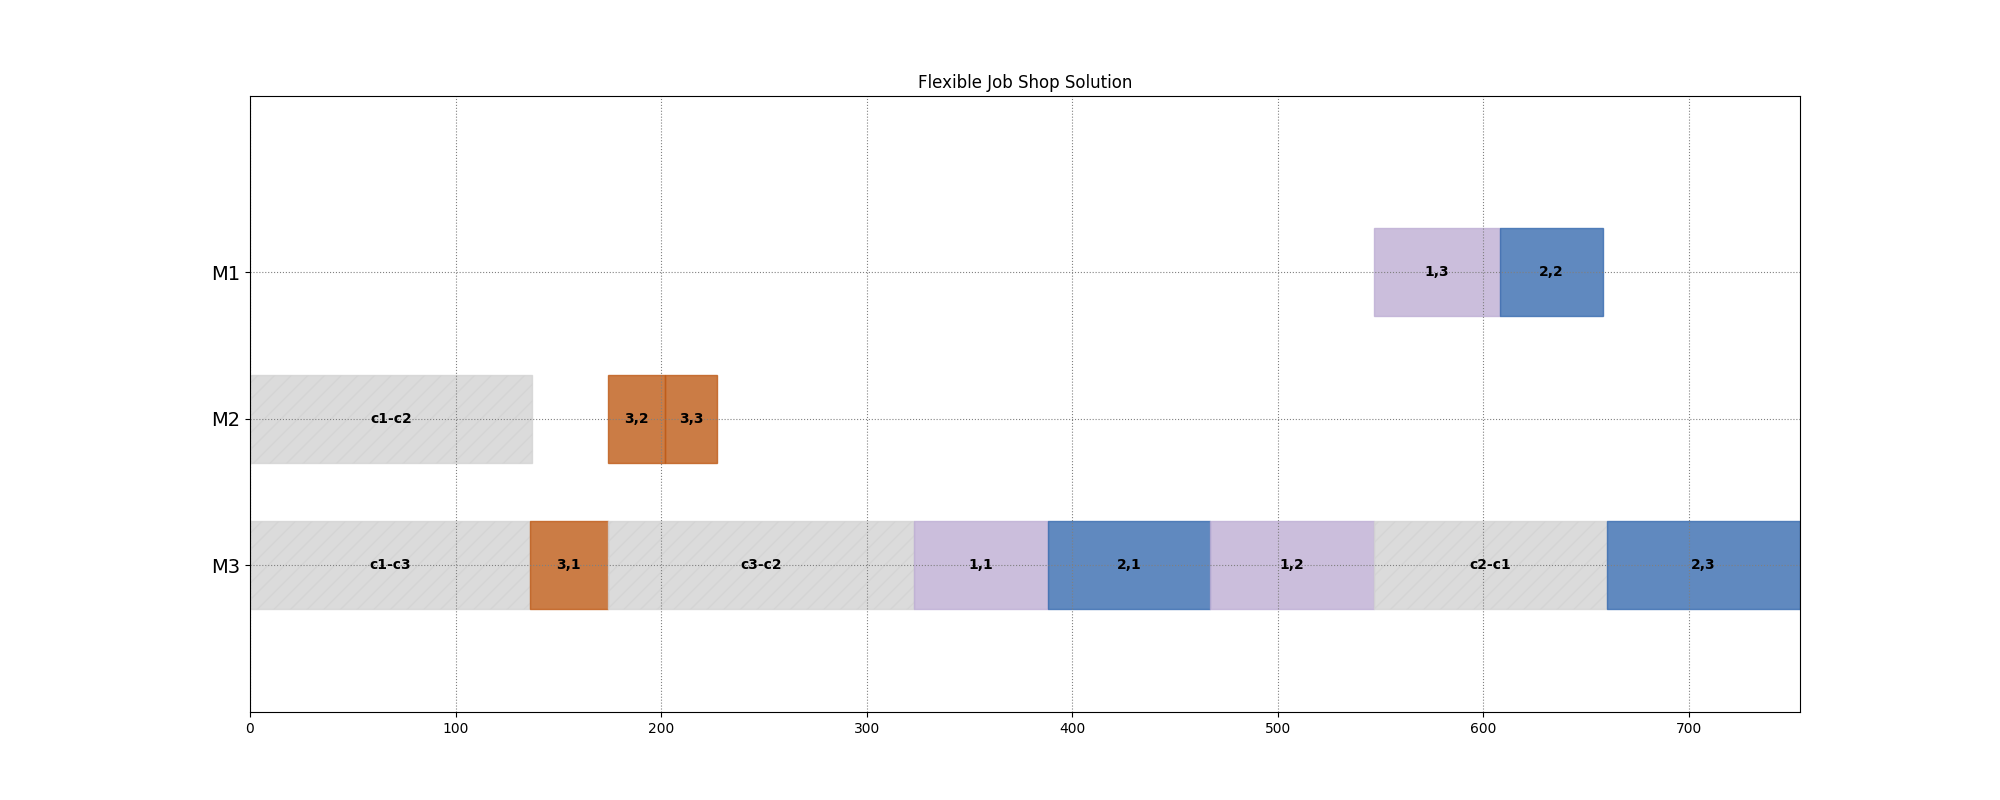 Flexible Job Shop Solution
M1
1,3
2,2
M2
c1-c2
3,2
3,3
M3
c1-c3
3,1
c3-c2
1,1
2,1
1,2
c2-c1
2,3
0 100 200 300 400 500 600 700